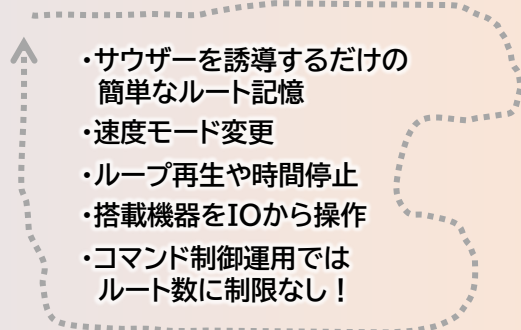 ・サウザーを誘導するだけの
簡単なルート記憶
・速度モード変更
・ループ再生や時間停止
・搭載機器をIOから操作
・コマンド制御運用では
ルート数に制限なし！